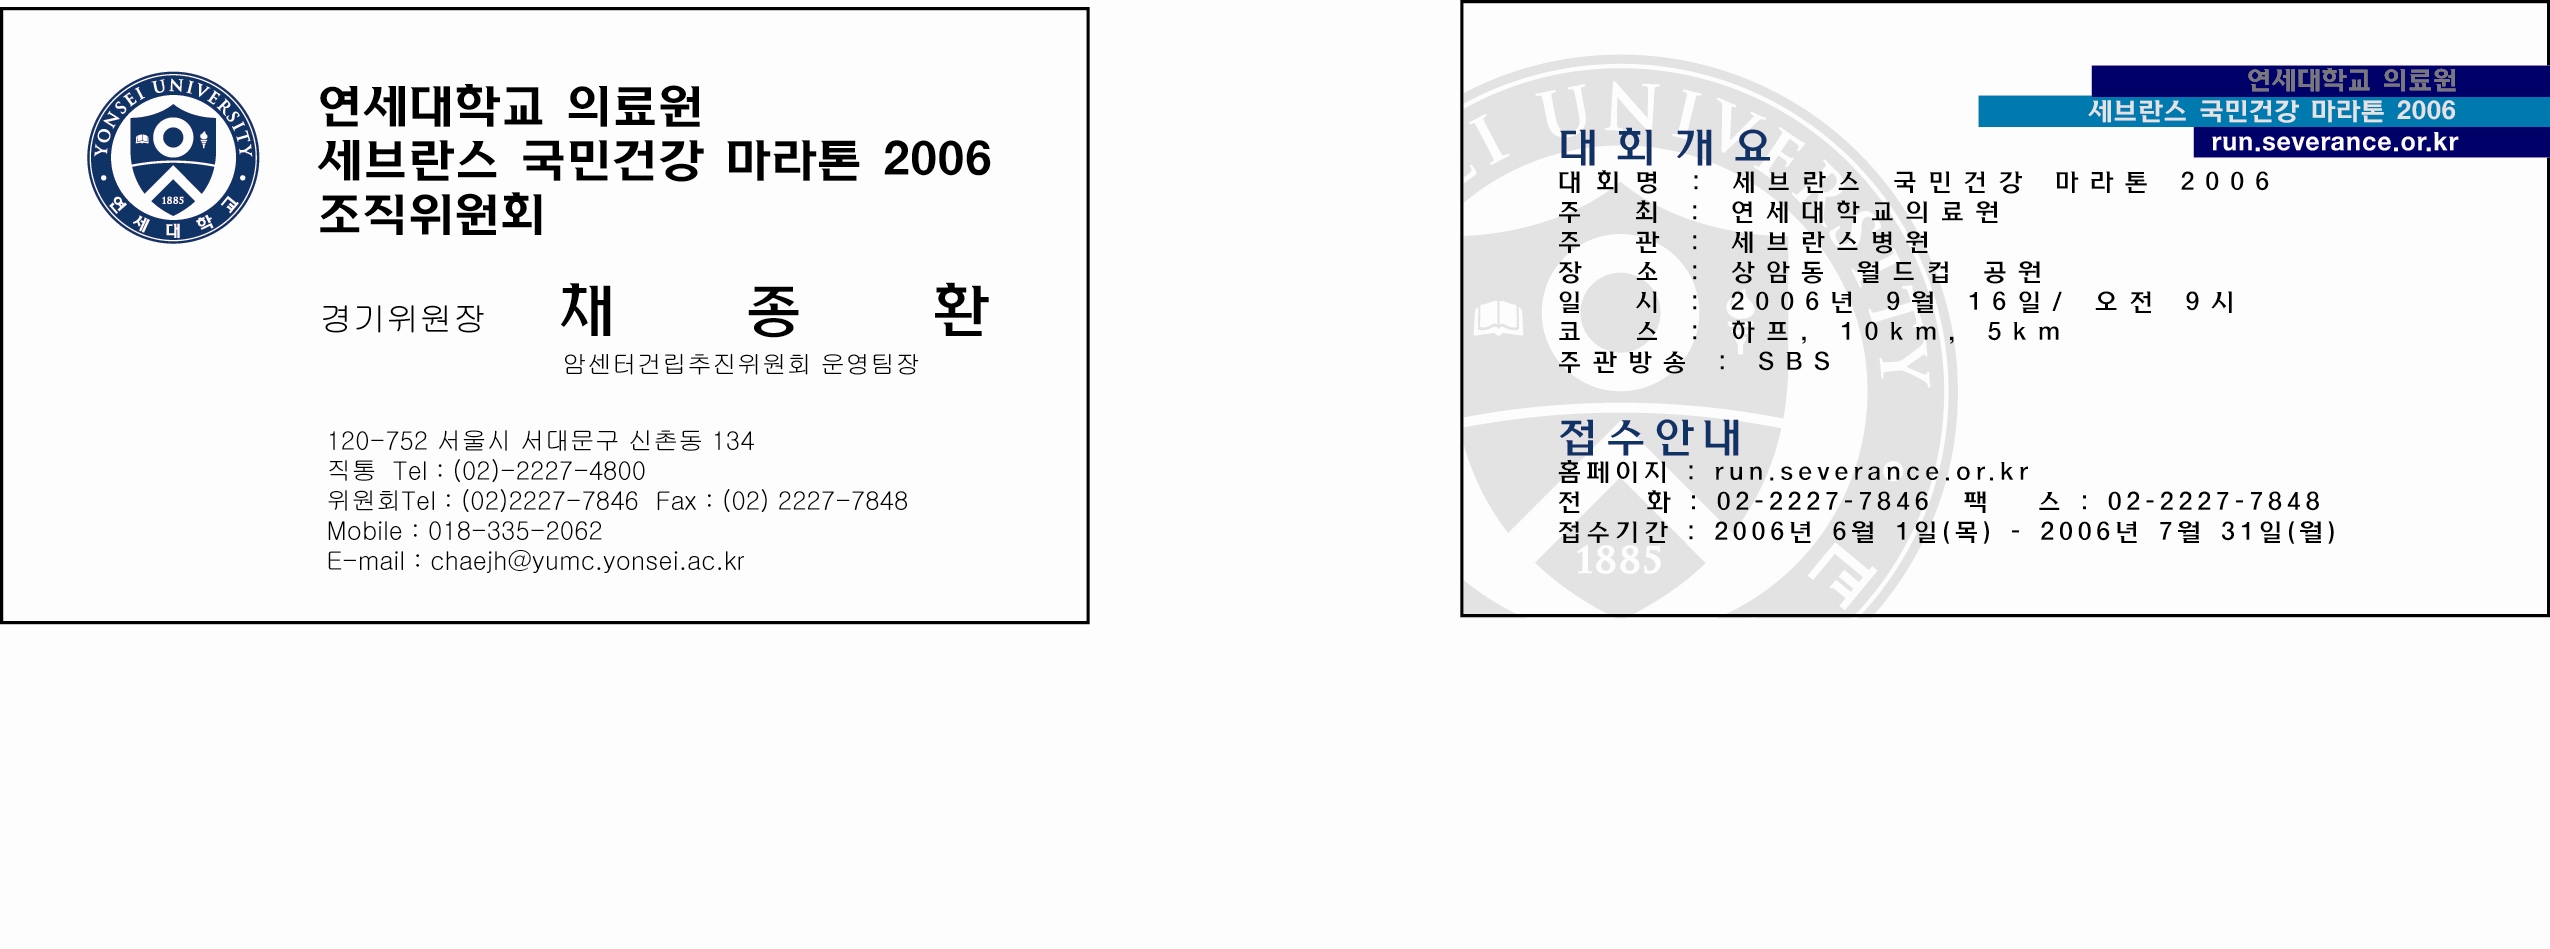 YONSEI UNIVERSITY
1885
연세대학교
연세대학교 의료원
세브란스 국민건강 마라톤 2006
조직위원회
경기위원장 채 종 환
암센터건립추진위원회 운영팀장
120-752 서울시 서대문구 신촌동 134
직통 Tel : (02)-2227-4800
위원회Tel : (02)2227-7846 Fax : (02) 2227-7848
Mobile : 018-335-2062
E-mail : chaejh@yumc.yonsei.ac.kr
연세대학교 의료원
세브란스 국민건강 마라톤 2006
run.severance.or.kr
EI UNIVERSITY
대회개요
대회명 : 세브란스 국민건강 마라톤 2006
주 최 : 연세대학교의료원
주 관 : 세브란스병원
장 소 : 상암동 월드컵 공원
일 시 : 2006년 9월 16일/ 오전 9시
코 스 : 하프, 10km, 5km
주관방송 : SBS
접수안내
홈페이지 : run.severance.or.kr
전 화 : 02-2227-7846 팩 스 : 02-2227-7848
접수기간 : 2006년 6월 1일(목) - 2006년 7월 31일(월)
1885
교